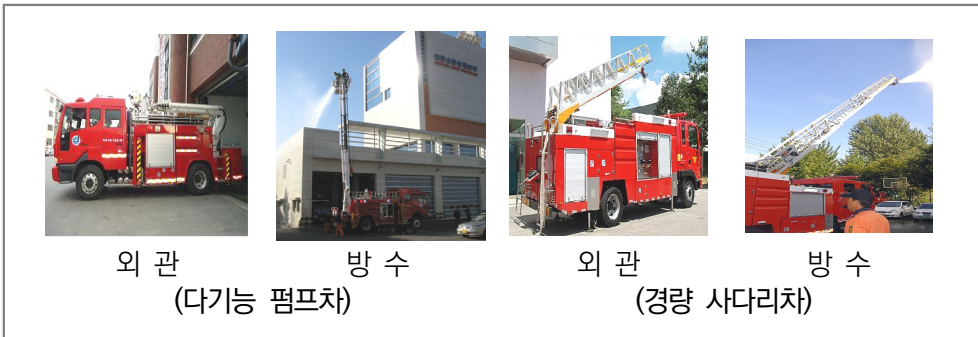 외 관
방 수
외 관
방 수
(다기능 펌프차)
(경량 사다리차)